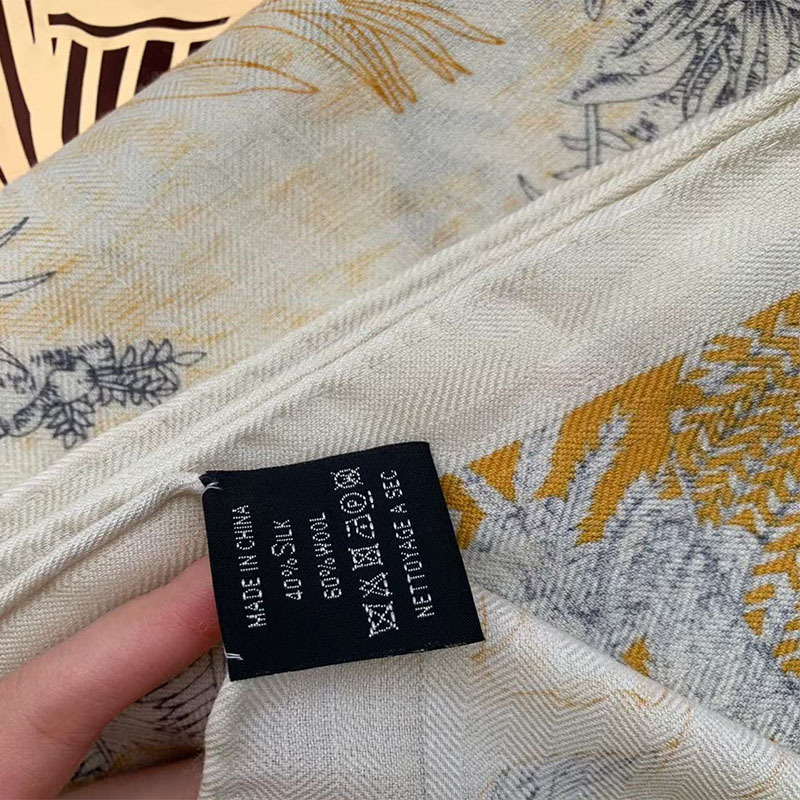 MADE IN CHINA
40% SILK
60% WOOL
NETTOYAGE A SEC